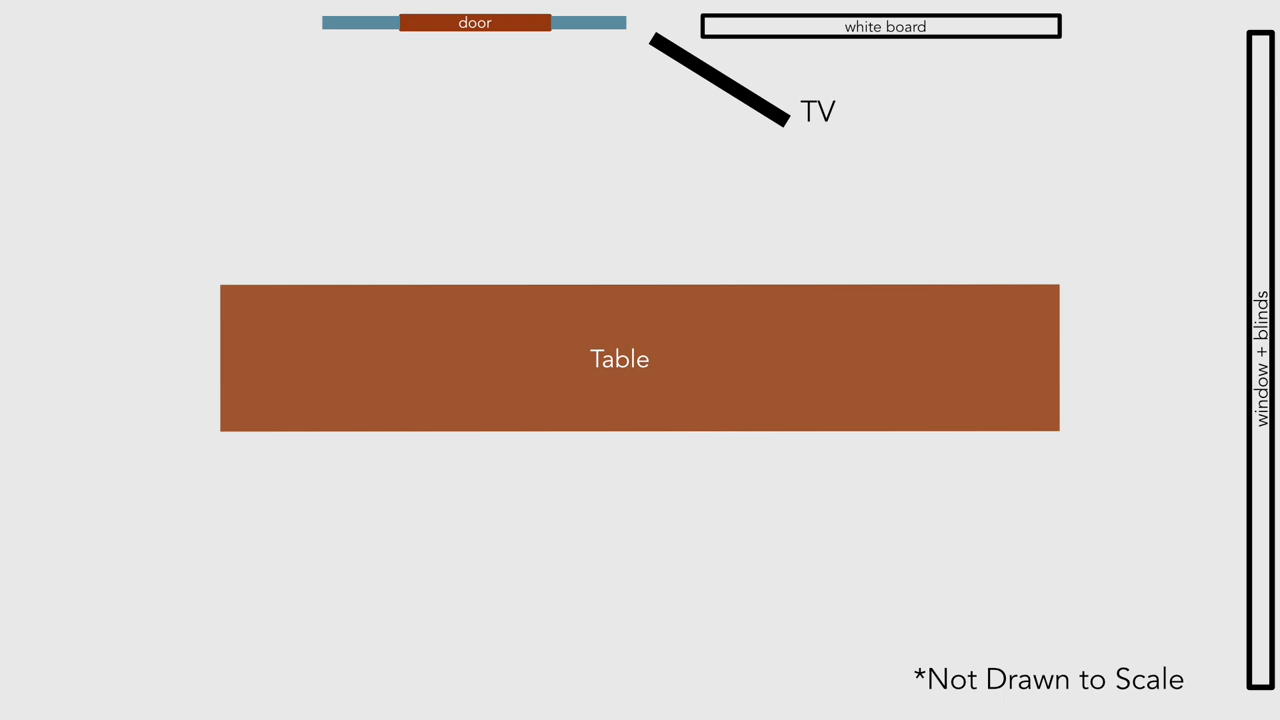 door
white board
TV
window + blinds
Table
*Not Drawn to Scale